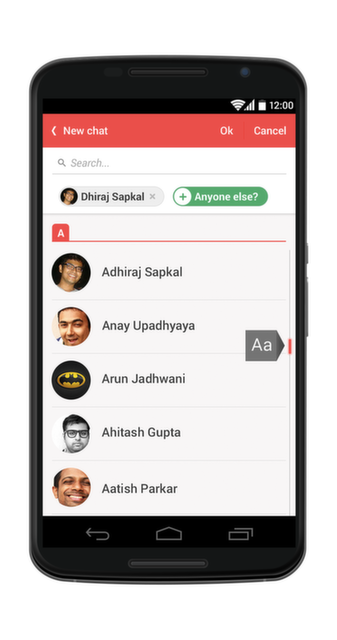 12:00
New chat Ok Cancel
Search...
Dhiraj Sapkal × + Anyone else?
A
Adhiraj Sapkal
Anay Upadhyaya
Aa
Arun Jadhwani
Ahitash Gupta
Aatish Parkar